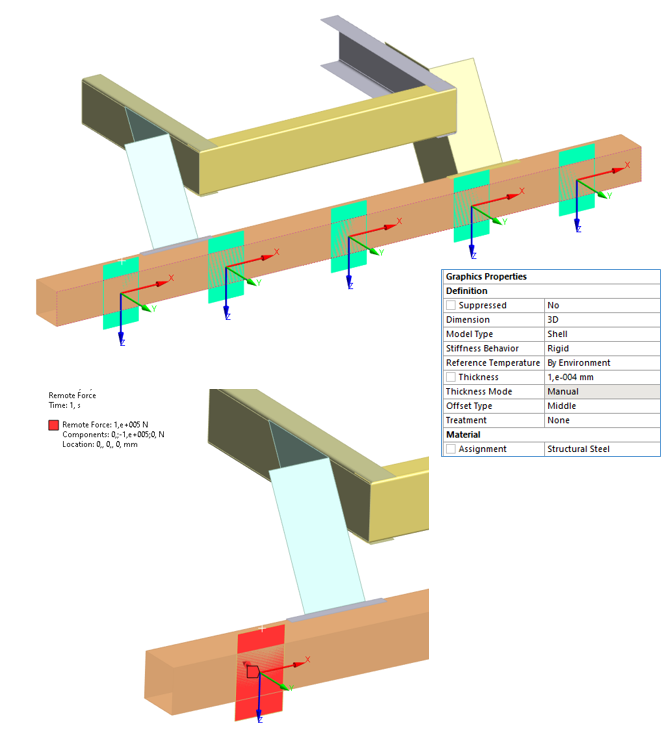 X
Y
Z
X
Y
Z
X
Y
Z
X
Y
Z
X
Y
Z
Graphics Properties
Definition
Suppressed No
Dimension 3D
Model Type Shell
Stiffness Behavior Rigid
Reference Temperature By Environment
Thickness 1,e-004 mm
Thickness Mode Manual
Offset Type Middle
Treatment None
Material
Assignment Structural Steel
Remote Force
Time: 1, s
Remote Force: 1,e+005 N
Components: 0,;-1,e+005;0, N
Location: 0,, 0,, 0, mm
X
Z